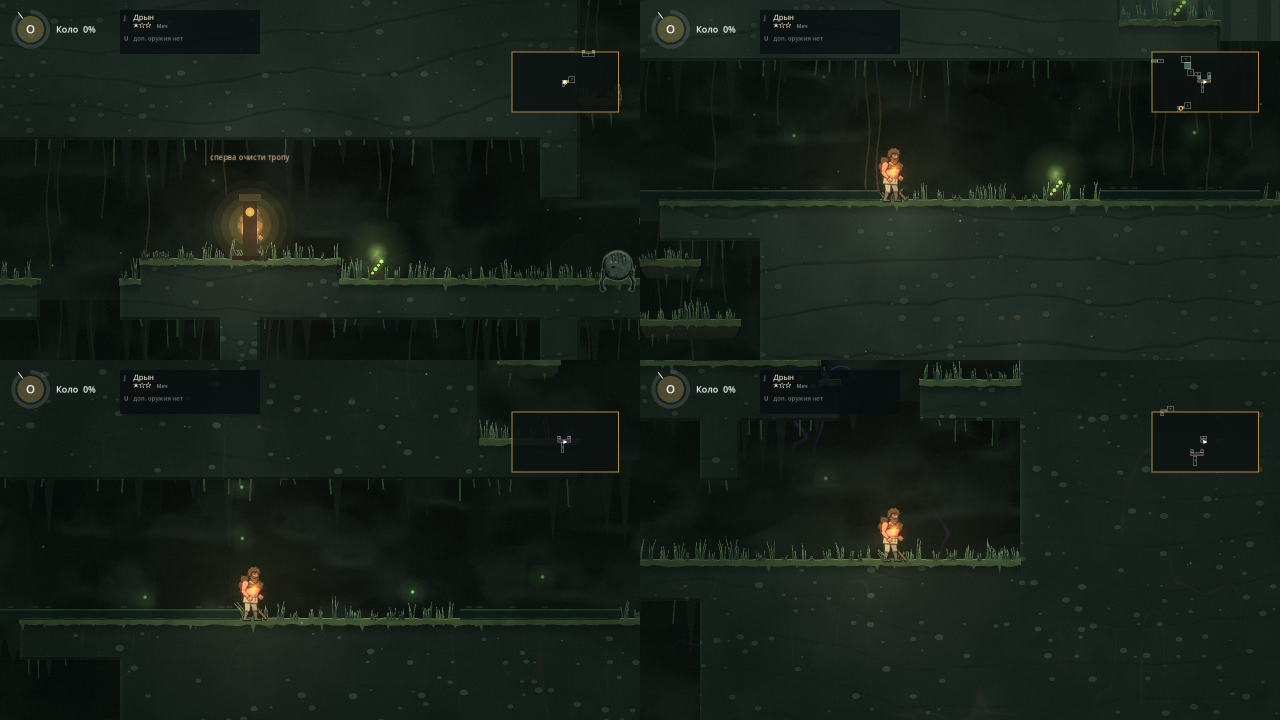 О Коло 0%
Дрын
★☆☆ Меч
U доп. оружия нет
сперва очисти тропу
О Коло 0%
Дрын
★☆☆ Меч
U доп. оружия нет
О Коло 0%
Дрын
★☆☆ Меч
U доп. оружия нет
О Коло 0%
Дрын
★☆☆ Меч
U доп. оружия нет